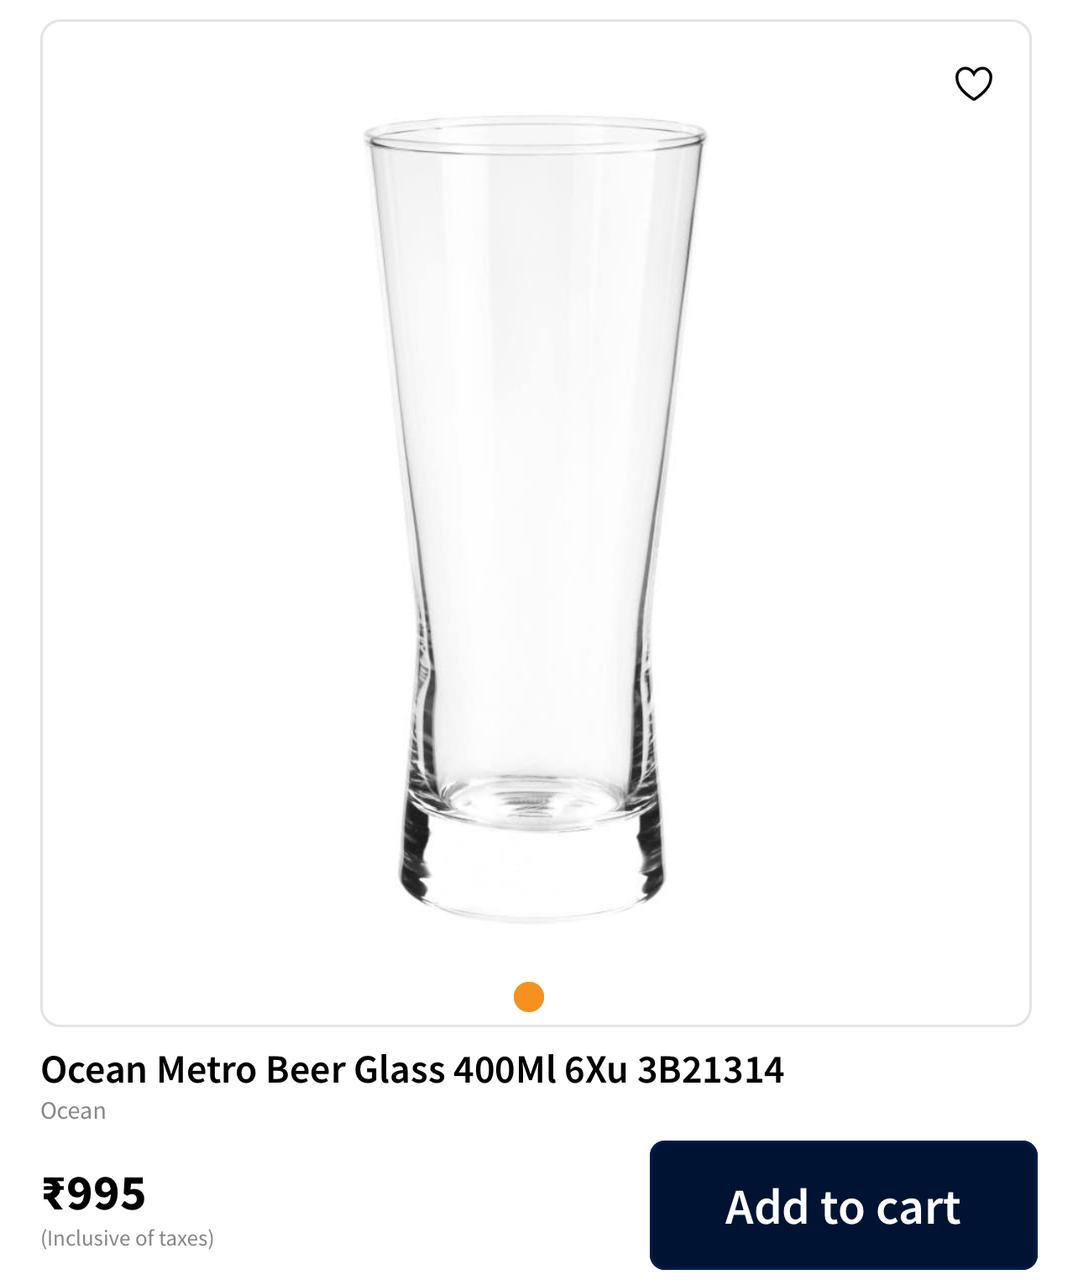 Ocean Metro Beer Glass 400Ml 6Xu 3B21314
Ocean
₹995
(Inclusive of taxes)
Add to cart